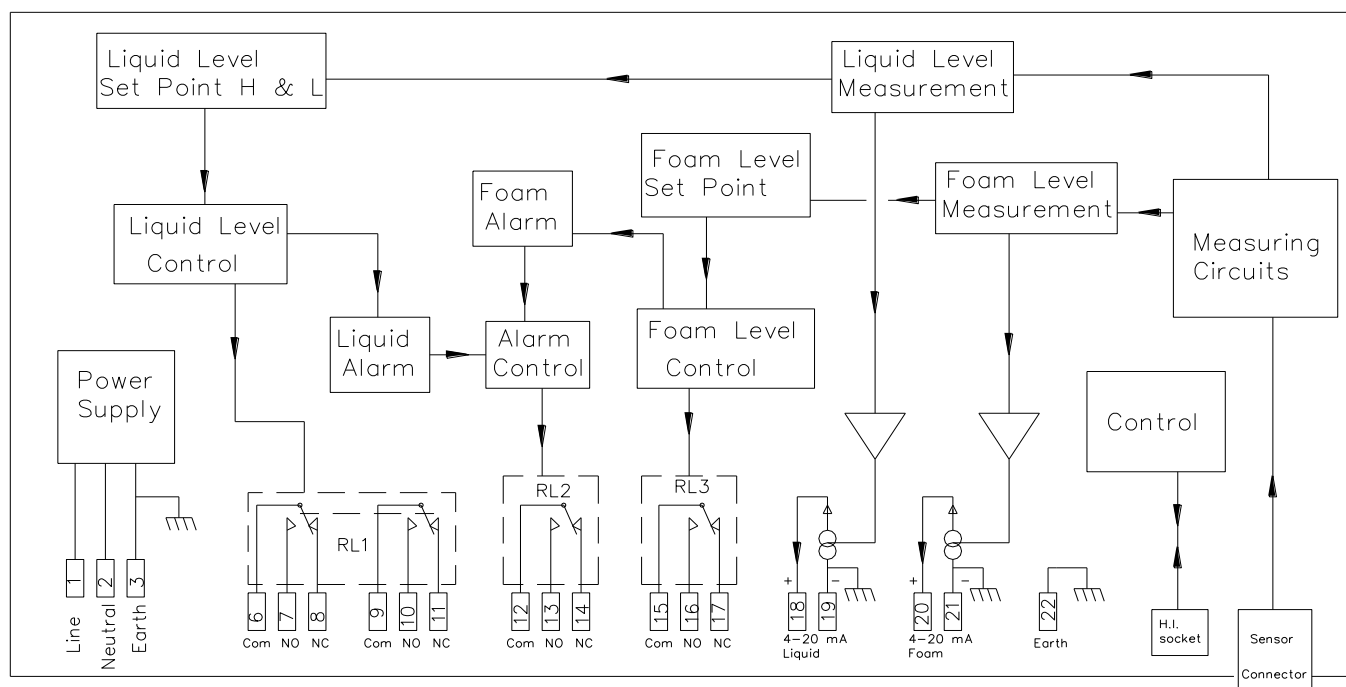 Liquid Level
Set Point H & L
Liquid Level
Measurement
Foam Level
Set Point
Foam Level
Measurement
Foam
Alarm
Liquid Level
Control
Measuring
Circuits
Liquid
Alarm
Alarm
Control
Foam Level
Control
Power
Supply
Control
RL1
RL2
RL3
+
-
+
-
1
2
3
6
7
8
9
10
11
12
13
14
15
16
17
18
19
20
21
22
Line
Neutral
Earth
Com NO NC
Com NO NC
Com NO NC
Com NO NC
4-20 mA
Liquid
4-20 mA
Foam
Earth
H.I.
socket
Sensor
Connector